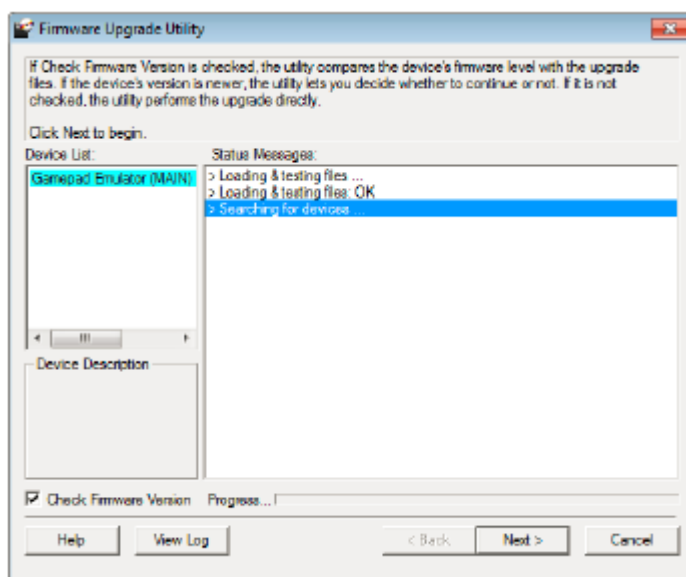 Firmware Upgrade Utility
If Check Firmware Version is checked, the utility compares the device's firmware level with the upgrade
files. If the device's version is newer, the utility lets you decide whether to continue or not. If it is not
checked, the utility performs the upgrade directly.
Click Next to begin.
Device List:
Status Messages:
Gamepad Emulator (MAIN)
> Loading & testing files ...
> Loading & testing files: OK
> Searching for devices ...
Device Description
Check Firmware Version
Progress...
Help
View Log
< Back
Next >
Cancel